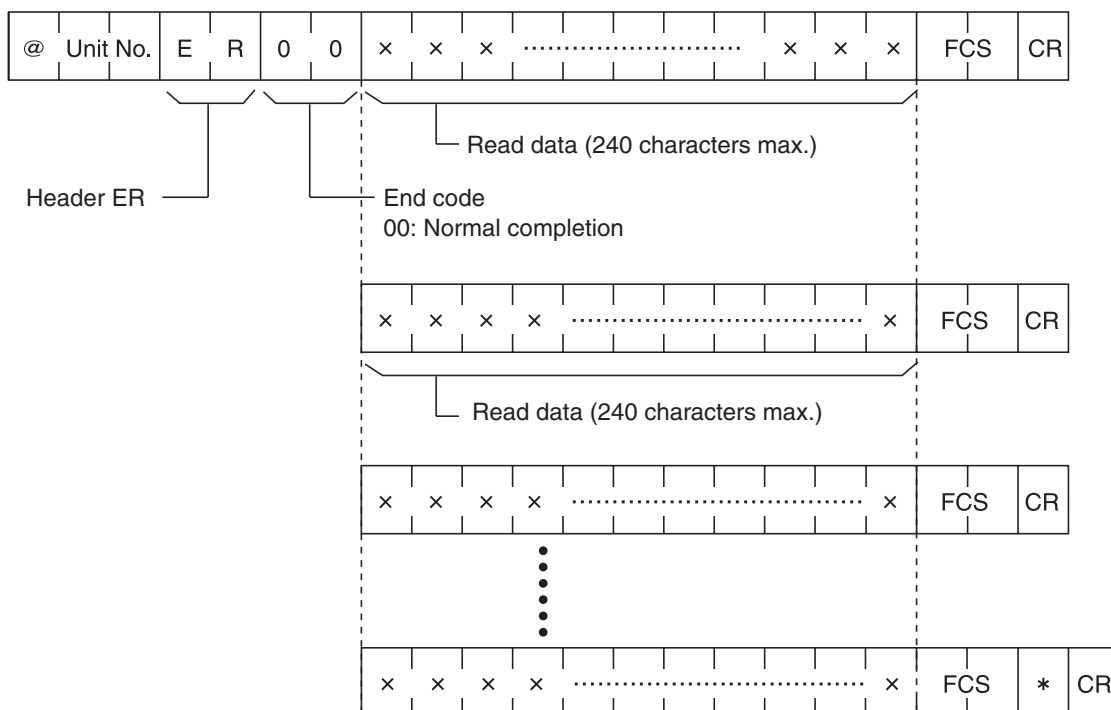 @ Unit No. E R 0 0 × × × ........................ × × × FCS CR
Read data (240 characters max.)
Header ER
End code
00: Normal completion
× × × × ................................ × FCS CR
Read data (240 characters max.)
× × × × ................................ × FCS CR
× × × × ................................ × FCS * CR